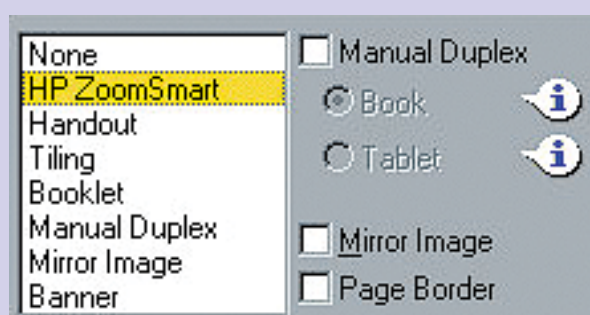 None
HP ZoomSmart
Handout
Tiling
Booklet
Manual Duplex
Mirror Image
Banner
Manual Duplex
Book
i
Tablet
i
Mirror Image
Page Border